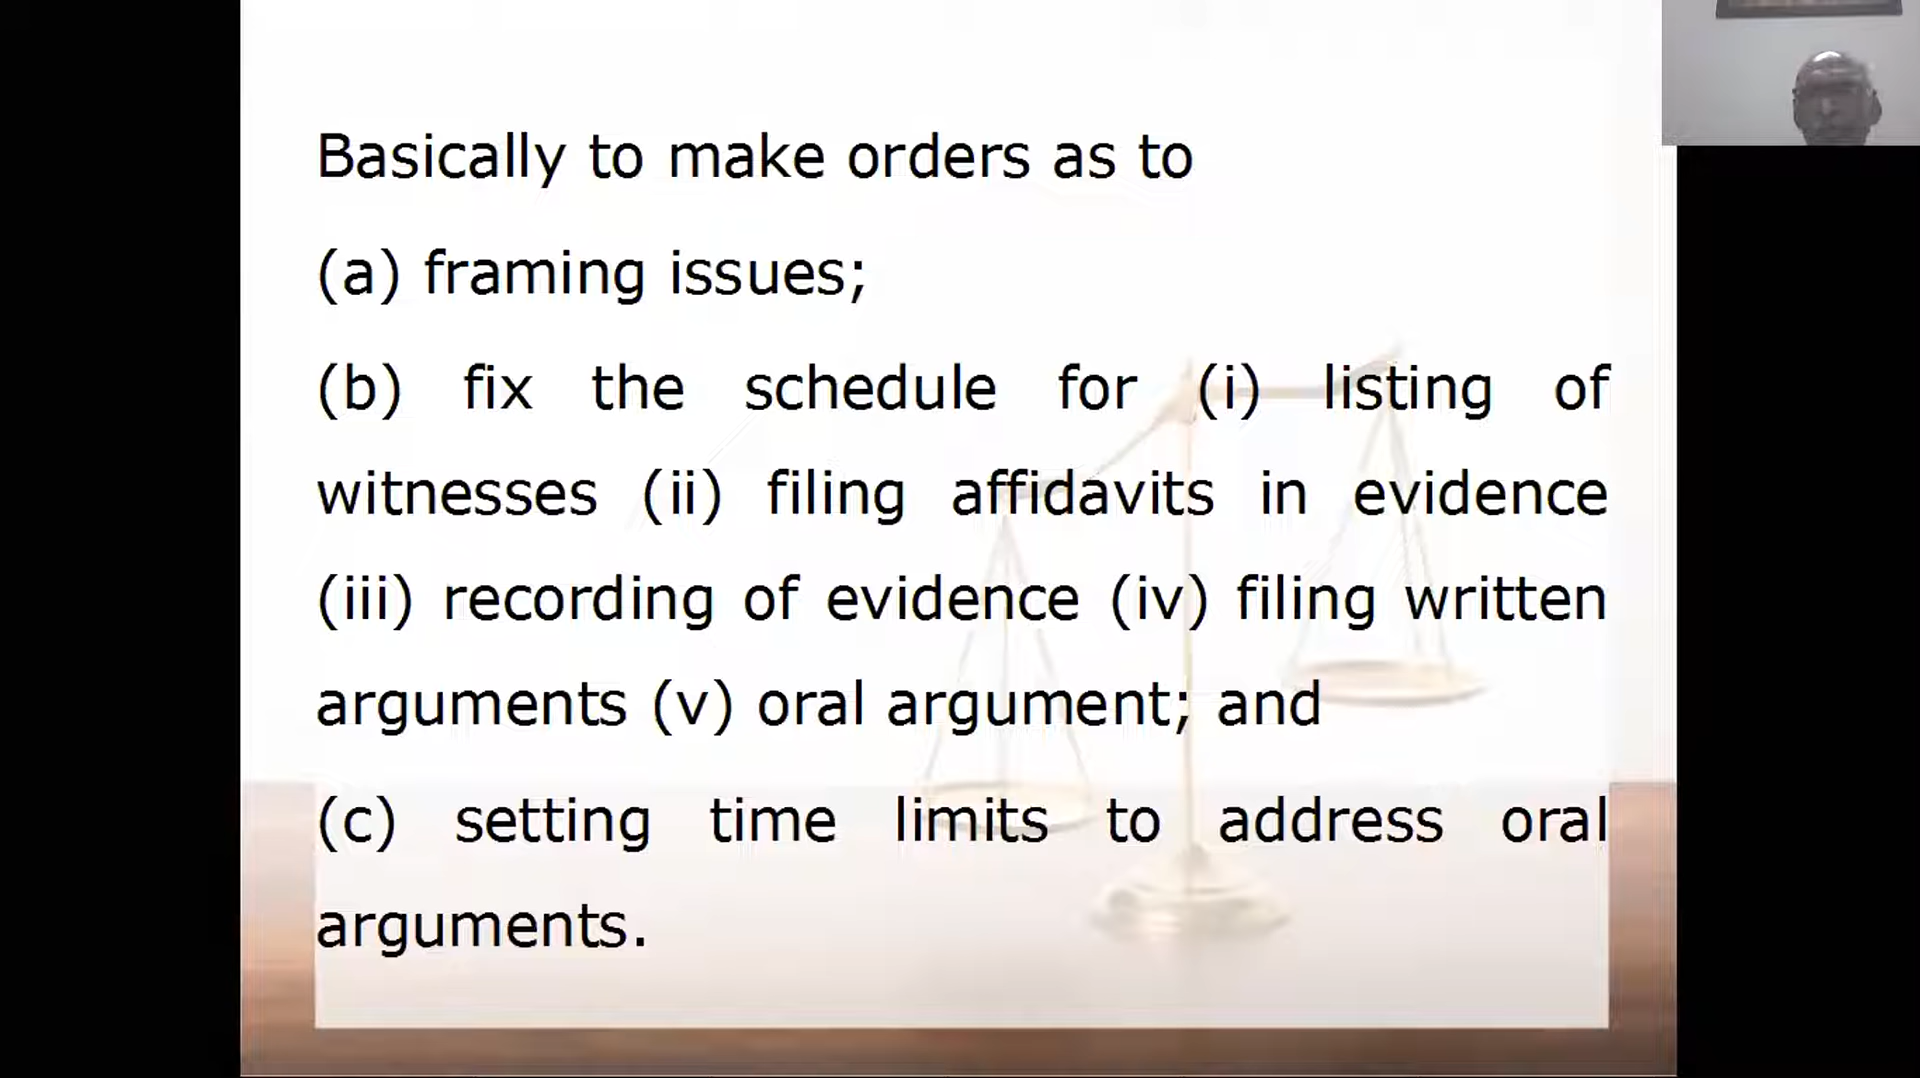 Basically to make orders as to
(a) framing issues;
(b) fix the schedule for (i) listing of
witnesses (ii) filing affidavits in evidence
(iii) recording of evidence (iv) filing written
arguments (v) oral argument; and
(c) setting time limits to address oral
arguments.